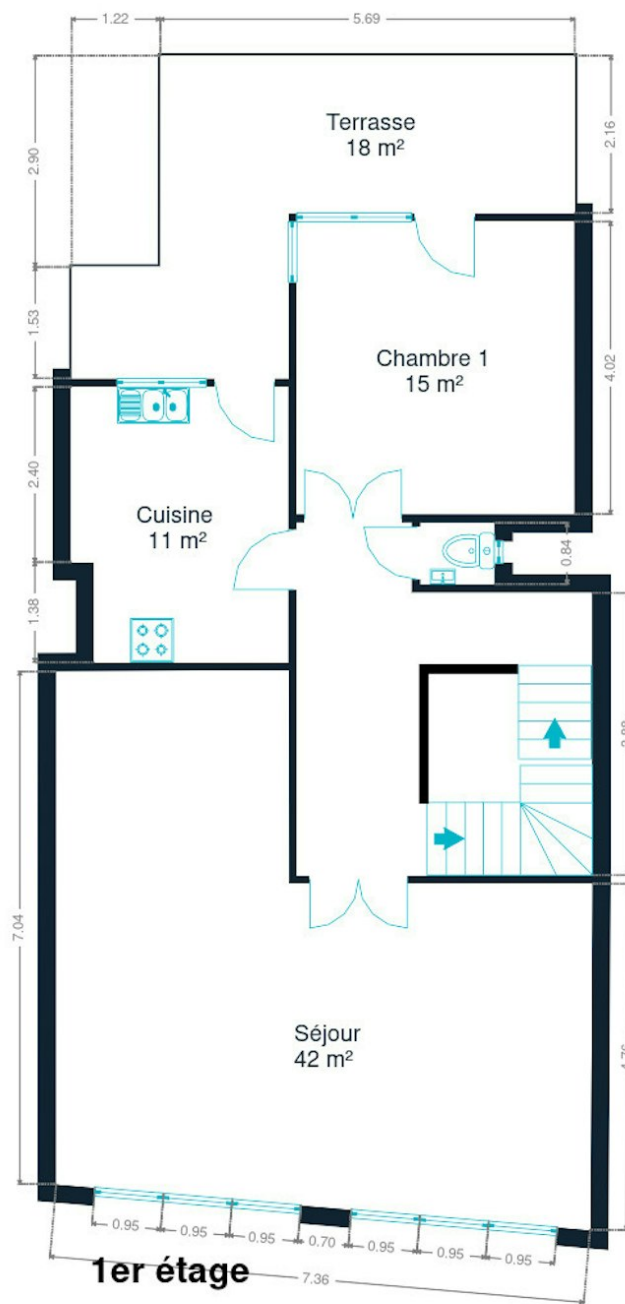 1.22
5.69
Terrasse
18 m²
2.90
2.16
1.53
Chambre 1
15 m²
4.02
2.40
Cuisine
11 m²
0.84
1.38
7.04
Séjour
42 m²
0.95
0.95
0.95
0.70
0.95
0.95
0.95
1er étage
7.36